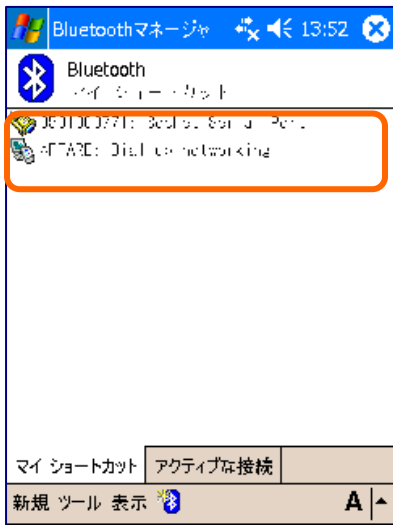 Bluetoothマネージャ 13:52
Bluetooth
マイ ショートカット
Serial Port
Dial up networking
マイ ショートカット アクティブな接続
新規 ツール 表示 A